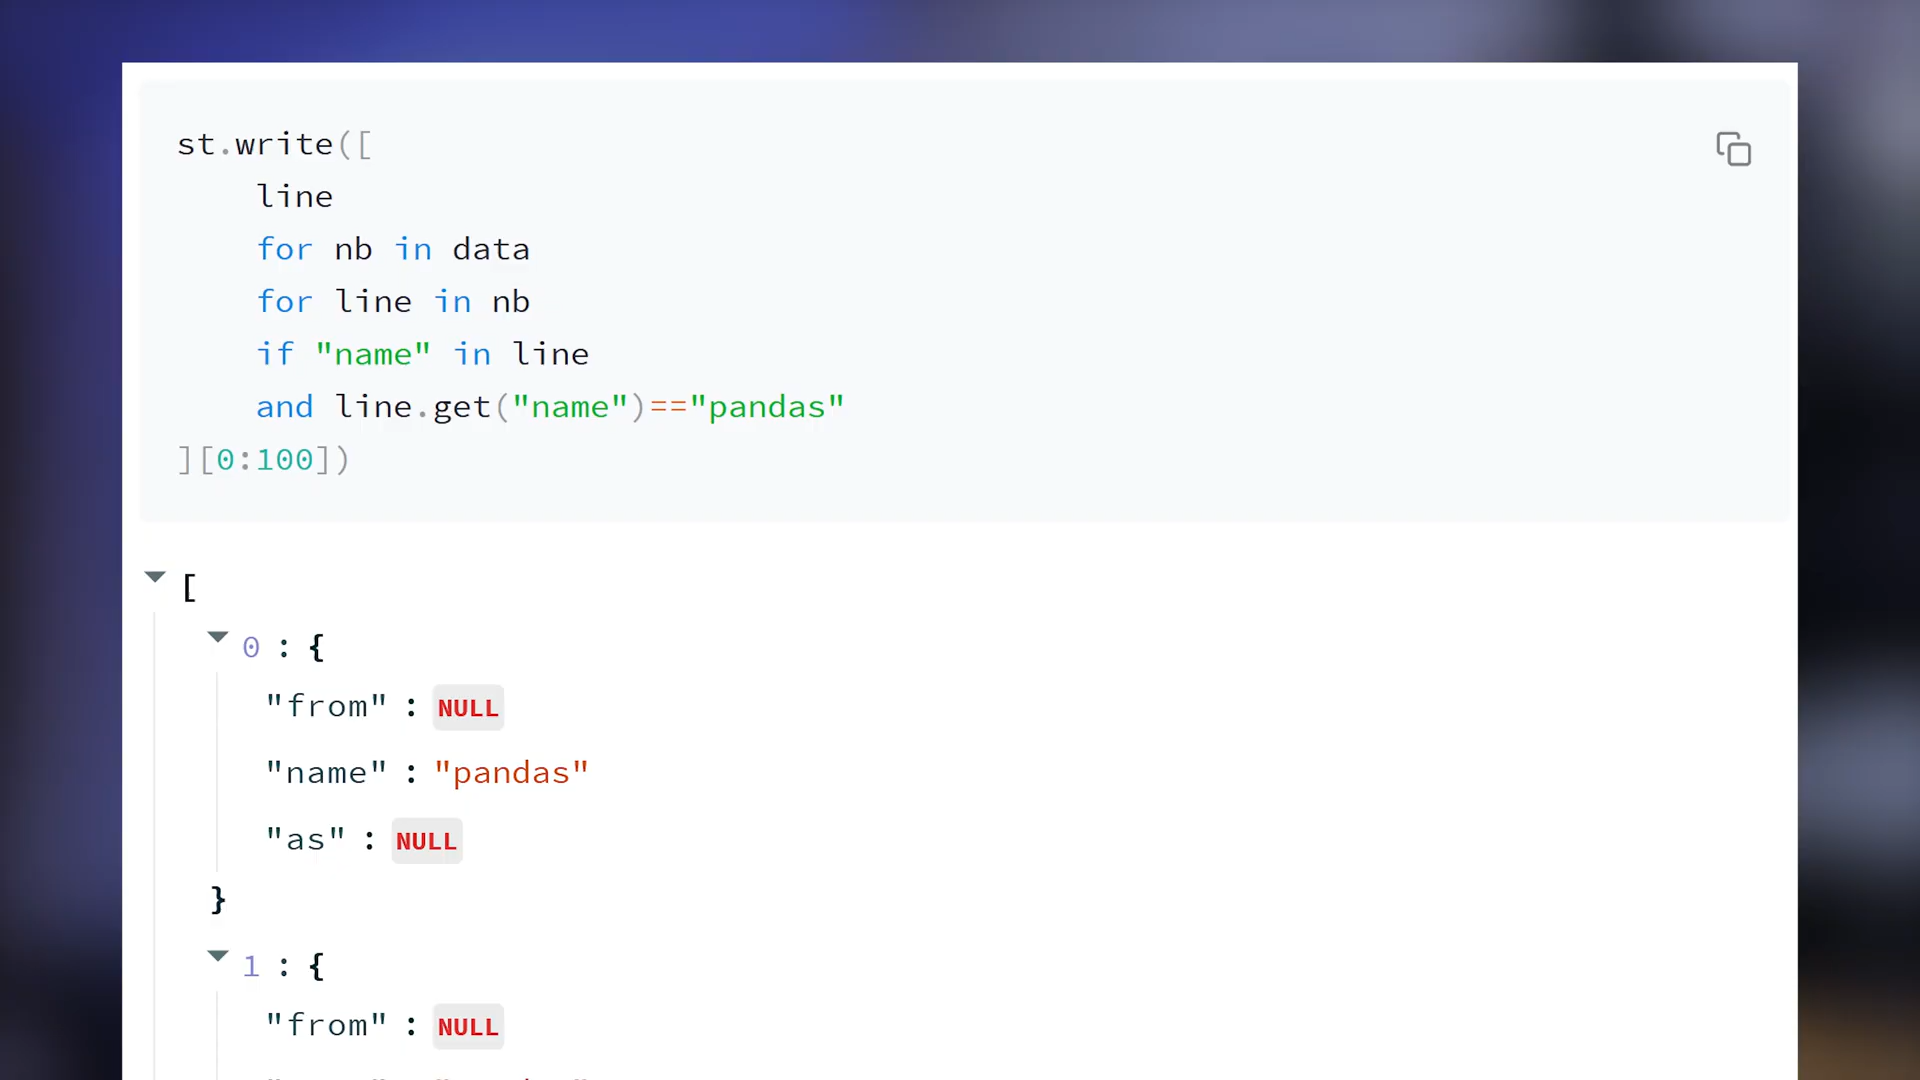 st.write([
    line
    for nb in data
    for line in nb
    if "name" in line
    and line.get("name")=="pandas"
][0:100])
[
0 : {
"from" : NULL
"name" : "pandas"
"as" : NULL
}
1 : {
"from" : NULL